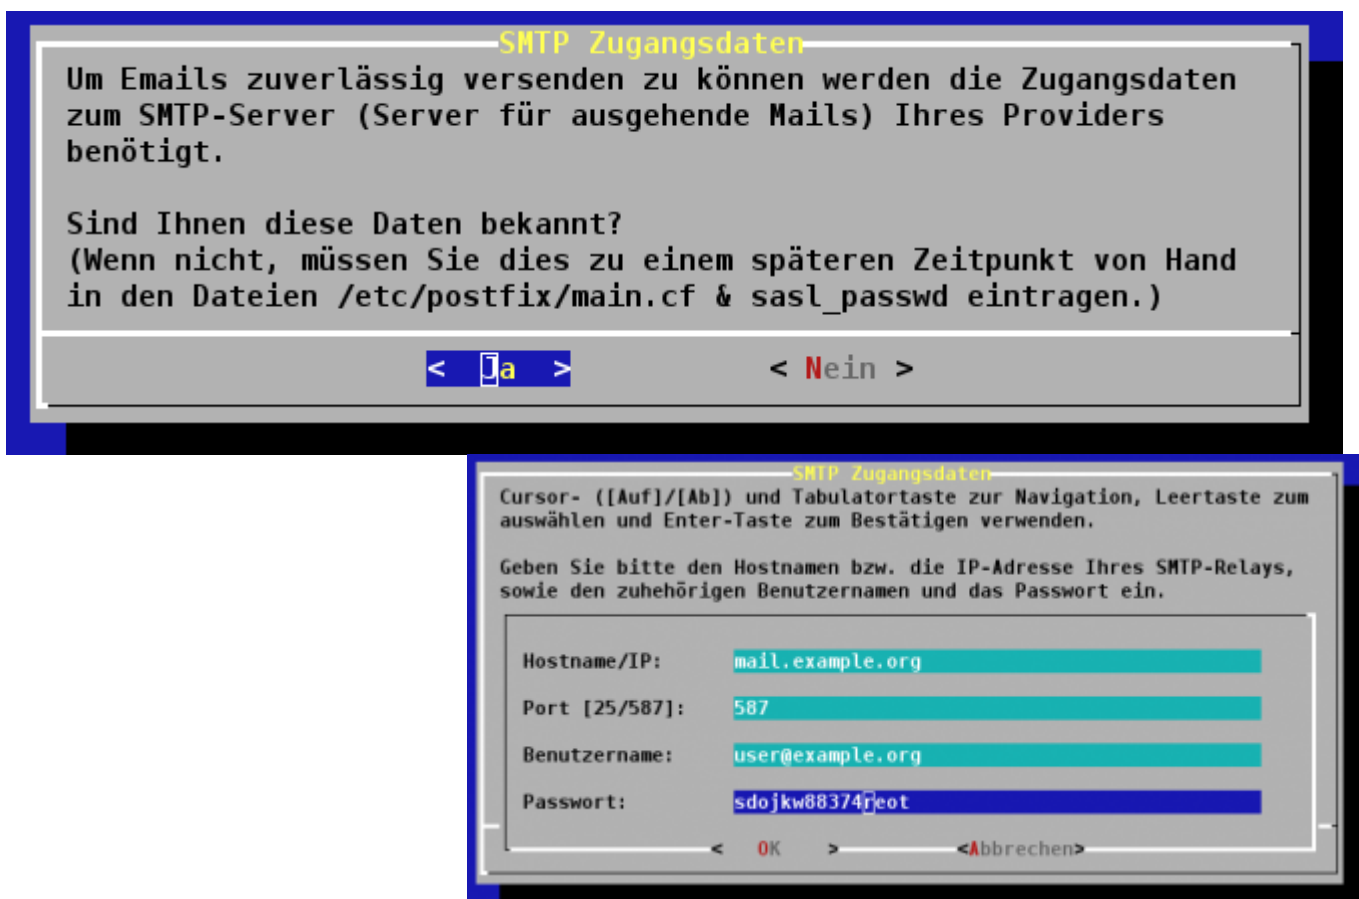 SMTP Zugangsdaten
Um Emails zuverlässig versenden zu können werden die Zugangsdaten
zum SMTP-Server (Server für ausgehende Mails) Ihres Providers
benötigt.
Sind Ihnen diese Daten bekannt?
(Wenn nicht, müssen Sie dies zu einem späteren Zeitpunkt von Hand
in den Dateien /etc/postfix/main.cf & sasl_passwd eintragen.)
< Ja > < Nein >
SMTP Zugangsdaten
Cursor- ([Auf]/[Ab]) und Tabulatortaste zur Navigation, Leertaste zum
auswählen und Enter-Taste zum Bestätigen verwenden.
Geben Sie bitte den Hostnamen bzw. die IP-Adresse Ihres SMTP-Relays,
sowie den zuhehörigen Benutzernamen und das Passwort ein.
Hostname/IP: mail.example.org
Port [25/587]: 587
Benutzername: user@example.org
Passwort: sdojkw88374reot
< OK > <Abbrechen>